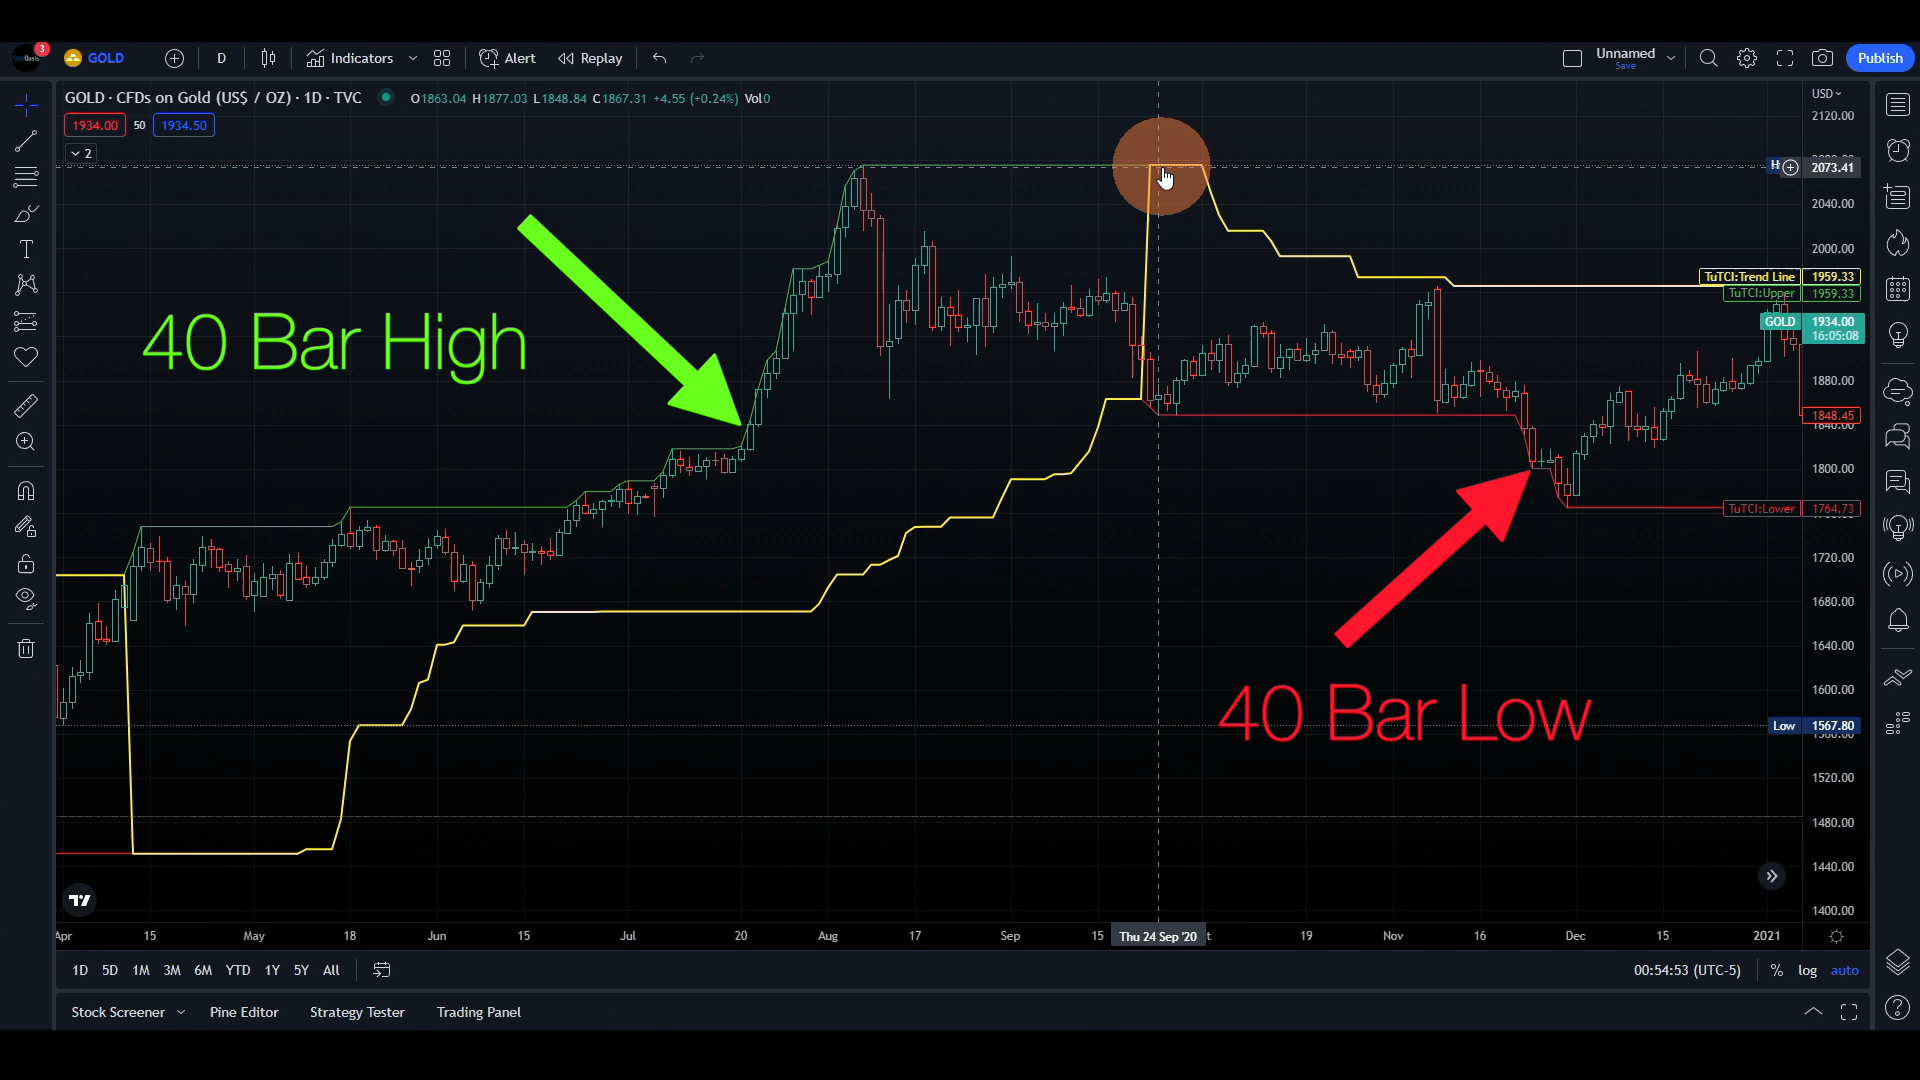 3
GOLD
D
Indicators
Alert
Replay
Unnamed
Save
Publish
GOLD · CFDs on Gold (US$ / OZ) · 1D · TVC
O1863.04 H1877.03 L1848.84 C1867.31 +4.55 (+0.24%) Vol0
1934.00 50 1934.50
2
USD
2120.00
H
2073.41
2040.00
2000.00
TuTCI:Trend Line 1959.33
TuTCI:Upper 1959.33
GOLD 1934.00
16:05:08
1880.00
1848.45
1840.00
1800.00
TuTCI:Lower 1764.73
1720.00
1680.00
1640.00
1600.00
Low 1567.80
1560.00
1520.00
1480.00
1440.00
1400.00
40 Bar High
40 Bar Low
Apr 15 May 18 Jun 15 Jul 20 Aug 17 Sep 15 Thu 24 Sep '20 t 19 Nov 16 Dec 15 2021
1D 5D 1M 3M 6M YTD 1Y 5Y All
00:54:53 (UTC-5) % log auto
Stock Screener Pine Editor Strategy Tester Trading Panel